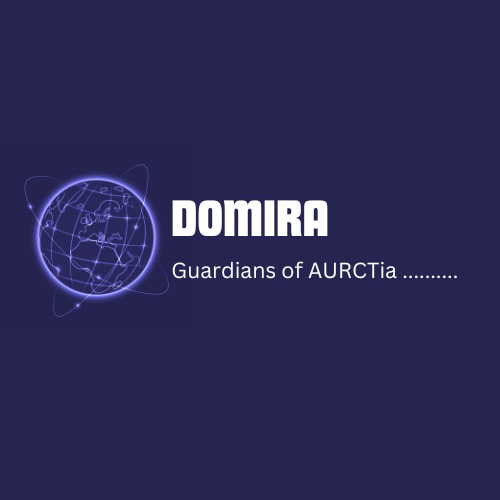 DOMIRA
Guardians of AURCTia ..........